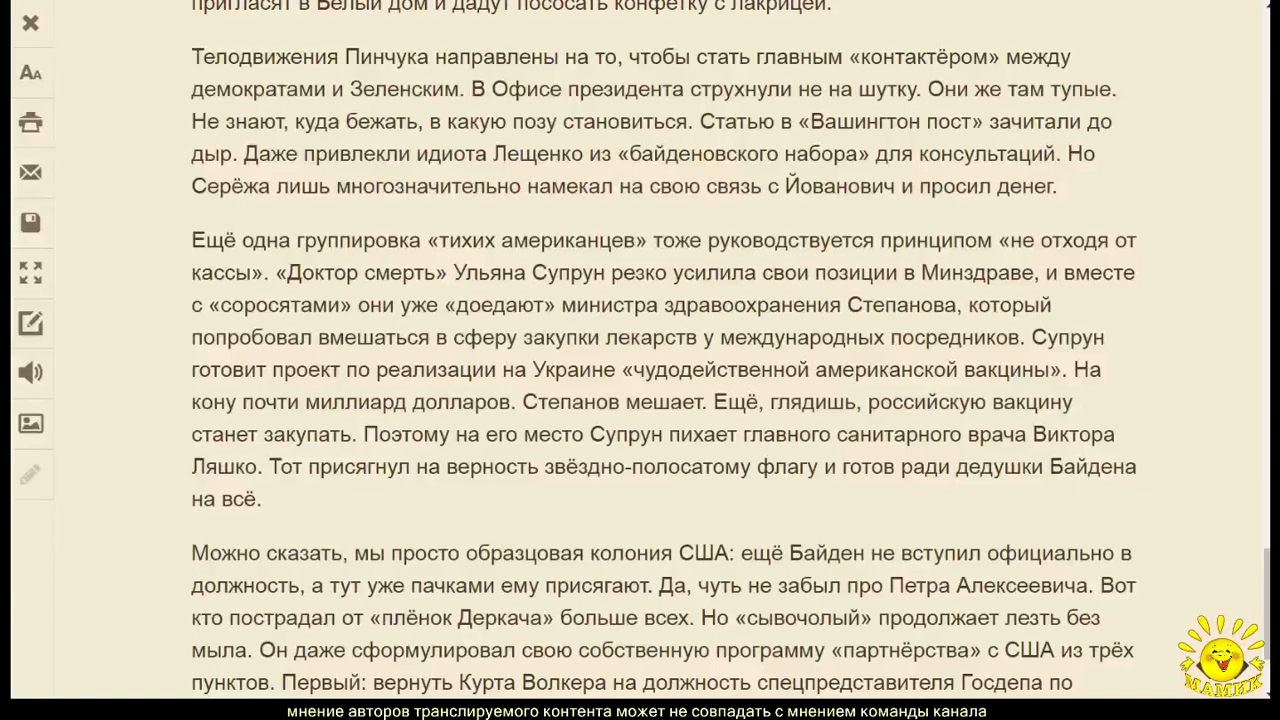 пригласят в Белый дом и дадут пососать конфетку с лакрицей.
Телодвижения Пинчука направлены на то, чтобы стать главным «контактёром» между
демократами и Зеленским. В Офисе президента струхнули не на шутку. Они же там тупые.
Не знают, куда бежать, в какую позу становиться. Статью в «Вашингтон пост» зачитали до
дыр. Даже привлекли идиота Лещенко из «байденовского набора» для консультаций. Но
Серёжа лишь многозначительно намекал на свою связь с Йованович и просил денег.
Ещё одна группировка «тихих американцев» тоже руководствуется принципом «не отходя от
кассы». «Доктор смерть» Ульяна Супрун резко усилила свои позиции в Минздраве, и вместе
с «соросятами» они уже «доедают» министра здравоохранения Степанова, который
попробовал вмешаться в сферу закупки лекарств у международных посредников. Супрун
готовит проект по реализации на Украине «чудодейственной американской вакцины». На
кону почти миллиард долларов. Степанов мешает. Ещё, глядишь, российскую вакцину
станет закупать. Поэтому на его место Супрун пихает главного санитарного врача Виктора
Ляшко. Тот присягнул на верность звёздно-полосатому флагу и готов ради дедушки Байдена
на всё.
Можно сказать, мы просто образцовая колония США: ещё Байден не вступил официально в
должность, а тут уже пачками ему присягают. Да, чуть не забыл про Петра Алексеевича. Вот
кто пострадал от «плёнок Деркача» больше всех. Но «сывочолый» продолжает лезть без
мыла. Он даже сформулировал свою собственную программу «партнёрства» с США из трёх
пунктов. Первый: вернуть Курта Волкера на должность спецпредставителя Госдепа по
МАМИК
мнение авторов транслируемого контента может не совпадать с мнением команды канала